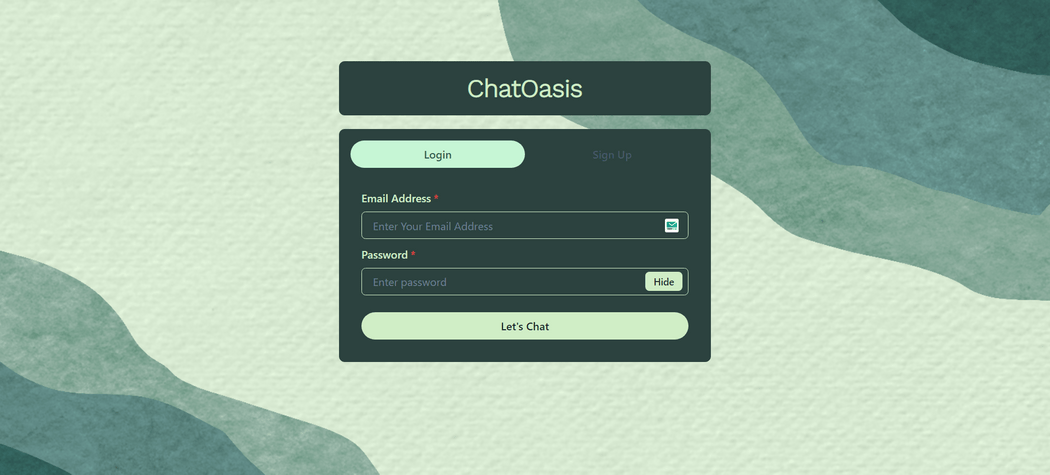 ChatOasis
Login
Sign Up
Email Address *
Enter Your Email Address
Password *
Enter password
Hide
Let's Chat